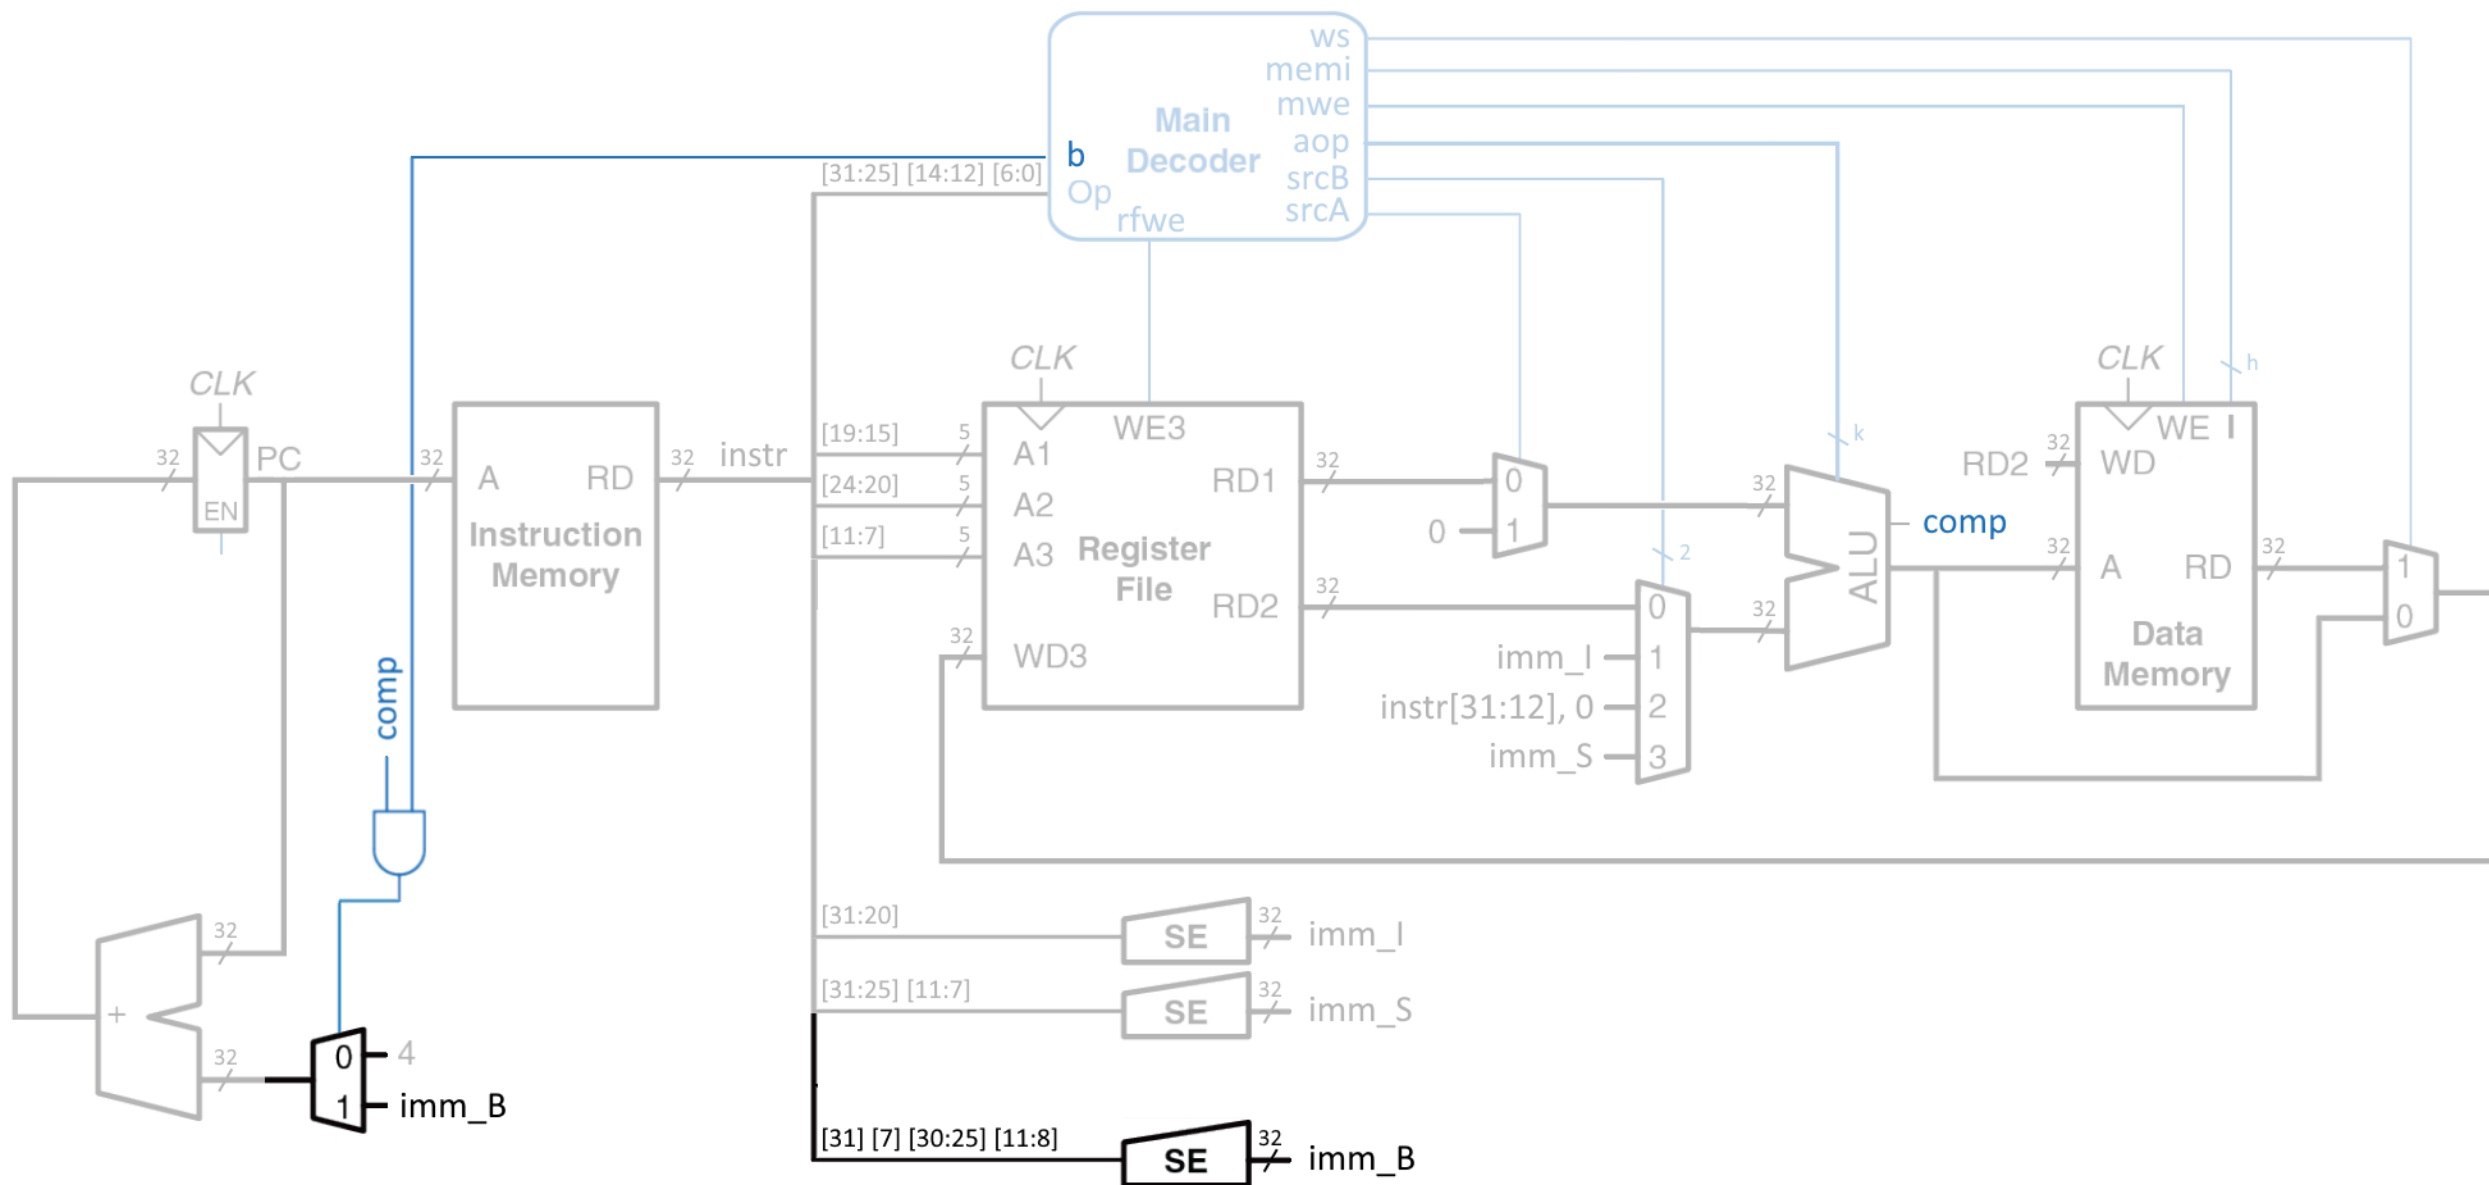 ws
memi
mwe
aop
srcB
srcA
Main
Decoder
b
Op
rfwe
[31:25] [14:12] [6:0]
CLK
32
PC
EN
32
A
RD
Instruction
Memory
32
instr
[19:15]
5
[24:20]
5
[11:7]
5
CLK
WE3
A1
A2
A3
WD3
RD1
RD2
Register
File
32
32
32
0
0
1
2
0
1
2
3
imm_I
instr[31:12], 0
imm_S
32
32
k
ALU
comp
CLK
h
WE I
RD2
32
WD
32
A
RD
Data
Memory
32
1
0
comp
32
+
32
0
1
4
imm_B
[31:20]
SE
32
imm_I
[31:25] [11:7]
SE
32
imm_S
[31] [7] [30:25] [11:8]
SE
32
imm_B